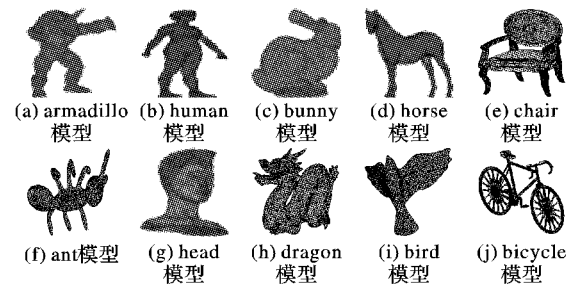 (a) armadillo (b) human (c) bunny (d) horse (e) chair
模型 模型 模型 模型 模型
(f) ant模型 (g) head (h) dragon (i) bird (j) bicycle
模型 模型 模型 模型